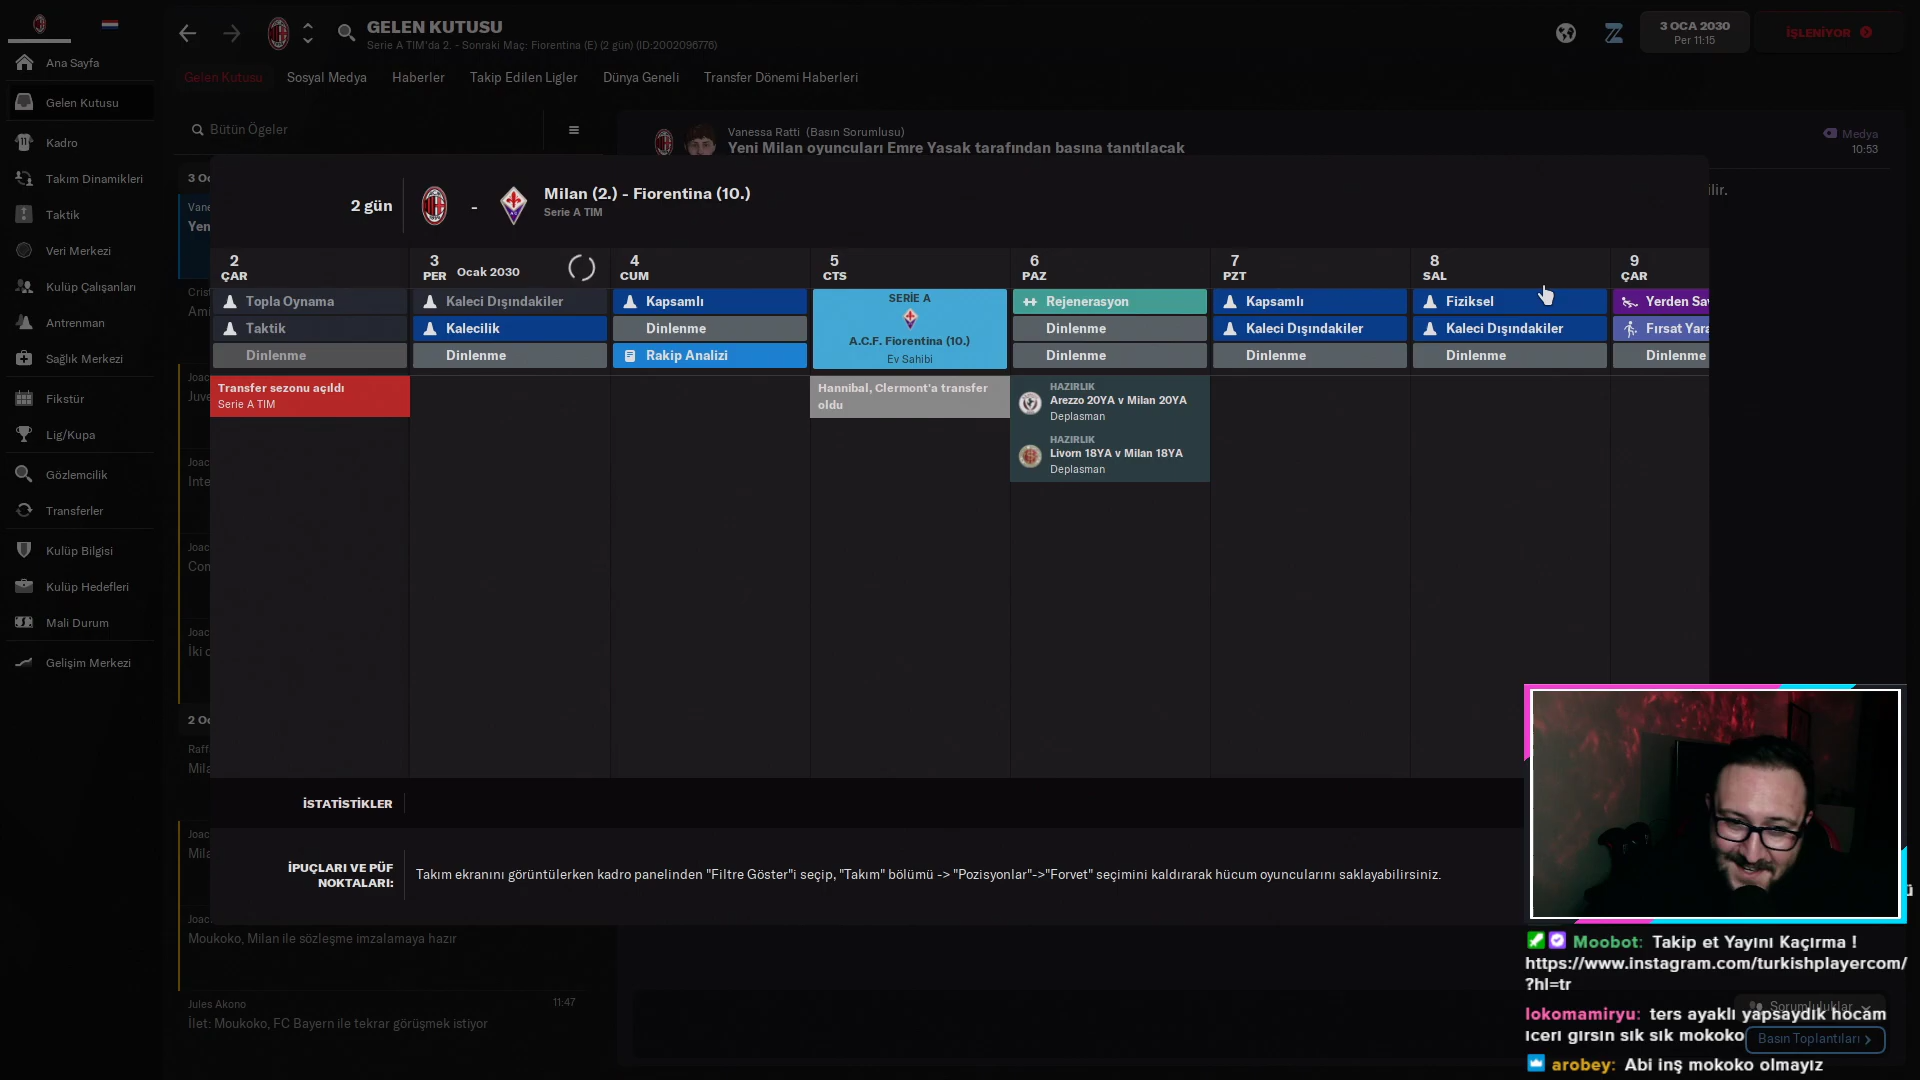 GELEN KUTUSU
Serie A TIM'da 2. - Sonraki Maç: Fiorentina (E) (2 gün) (ID:2002096776)
3 OCA 2030
Per 11:15
İŞLENİYOR
Ana Sayfa
Gelen Kutusu
Kadro
Takım Dinamikleri
Taktik
Veri Merkezi
Kulüp Çalışanları
Antrenman
Sağlık Merkezi
Fikstür
Lig/Kupa
Gözlemcilik
Transferler
Kulüp Bilgisi
Kulüp Hedefleri
Mali Durum
Gelişim Merkezi
Gelen Kutusu Sosyal Medya Haberler Takip Edilen Ligler Dünya Geneli Transfer Dönemi Haberleri
Bütün Ögeler
Vanessa Ratti (Basın Sorumlusu)
Yeni Milan oyuncuları Emre Yasak tarafından basına tanıtılacak
Medya
10:53
2 gün
-
Milan (2.) - Fiorentina (10.)
Serie A TIM
2
ÇAR
3
PER Ocak 2030
4
CUM
5
CTS
6
PAZ
7
PZT
8
SAL
9
ÇAR
Topla Oynama
Taktik
Dinlenme
Kaleci Dışındakiler
Kalecilik
Dinlenme
Kapsamlı
Dinlenme
Rakip Analizi
SERİE A
A.C.F. Fiorentina (10.)
Ev Sahibi
Rejenerasyon
Dinlenme
Dinlenme
Kapsamlı
Kaleci Dışındakiler
Dinlenme
Fiziksel
Kaleci Dışındakiler
Dinlenme
Yerden Sa
Fırsat Yara
Dinlenme
Transfer sezonu açıldı
Serie A TIM
Hannibal, Clermont'a transfer
oldu
HAZIRLIK
Arezzo 20YA v Milan 20YA
Deplasman
HAZIRLIK
Livorn 18YA v Milan 18YA
Deplasman
İSTATİSTİKLER
İPUÇLARI VE PÜF
NOKTALARI:
Takım ekranını görüntülerken kadro panelinden "Filtre Göster"i seçip, "Takım" bölümü -> "Pozisyonlar"->"Forvet" seçimini kaldırarak hücum oyuncularını saklayabilirsiniz.
Moukoko, Milan ile sözleşme imzalamaya hazır
Jules Akono 11:47
İlet: Moukoko, FC Bayern ile tekrar görüşmek istiyor
Moobot: Takip et Yayını Kaçırma !
https://www.instagram.com/turkishplayercom/
?hl=tr
Sorumluluklar
lokomamiryu: ters ayaklı yapsaydık hocam
iceri girsin sik sik mokoko
Basın Toplantıları
arobey: Abi inş mokoko olmayız